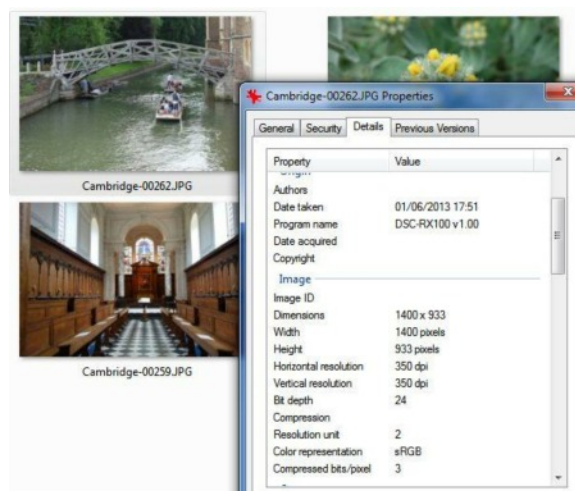 Cambridge-00262.JPG
Cambridge-00259.JPG
Cambridge-00262.JPG Properties
General Security Details Previous Versions
Property Value
Origin
Authors
Date taken 01/06/2013 17:51
Program name DSC-RX100 v1.00
Date acquired
Copyright
Image
Image ID
Dimensions 1400 x 933
Width 1400 pixels
Height 933 pixels
Horizontal resolution 350 dpi
Vertical resolution 350 dpi
Bit depth 24
Compression
Resolution unit 2
Color representation sRGB
Compressed bits/pixel 3